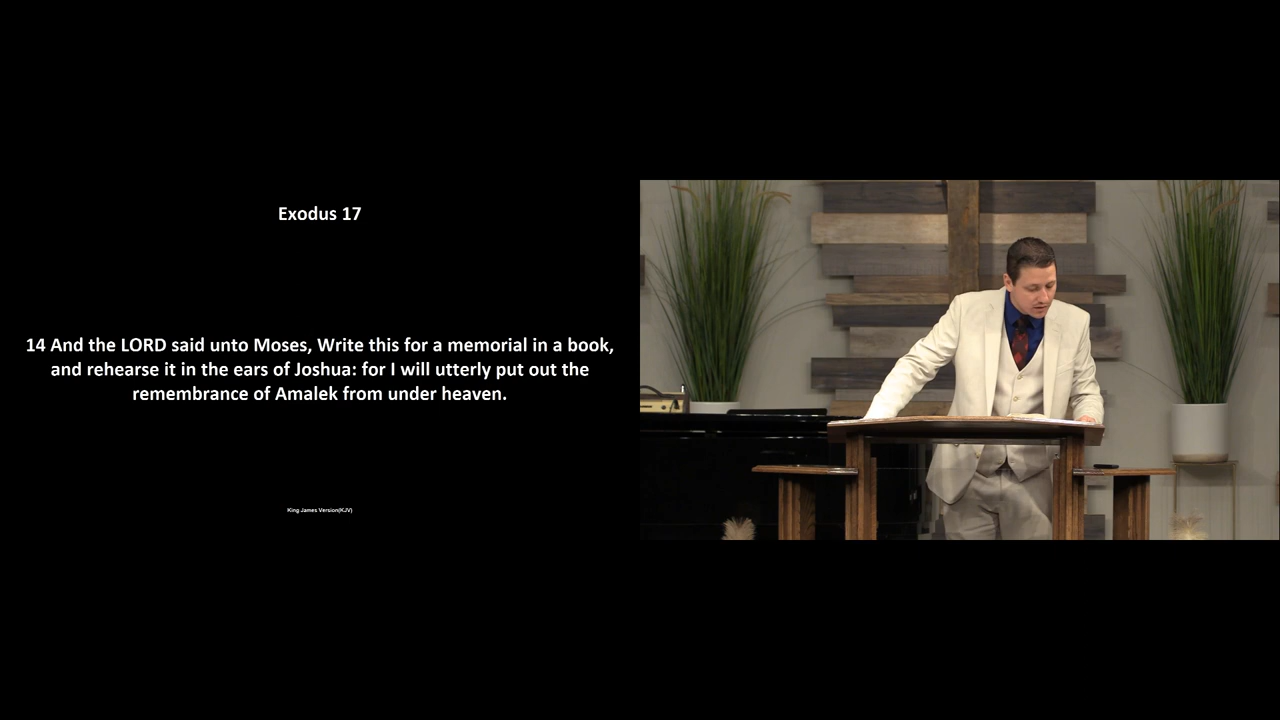 Exodus 17
14 And the LORD said unto Moses, Write this for a memorial in a book,
and rehearse it in the ears of Joshua: for I will utterly put out the
remembrance of Amalek from under heaven.
King James Version(KJV)